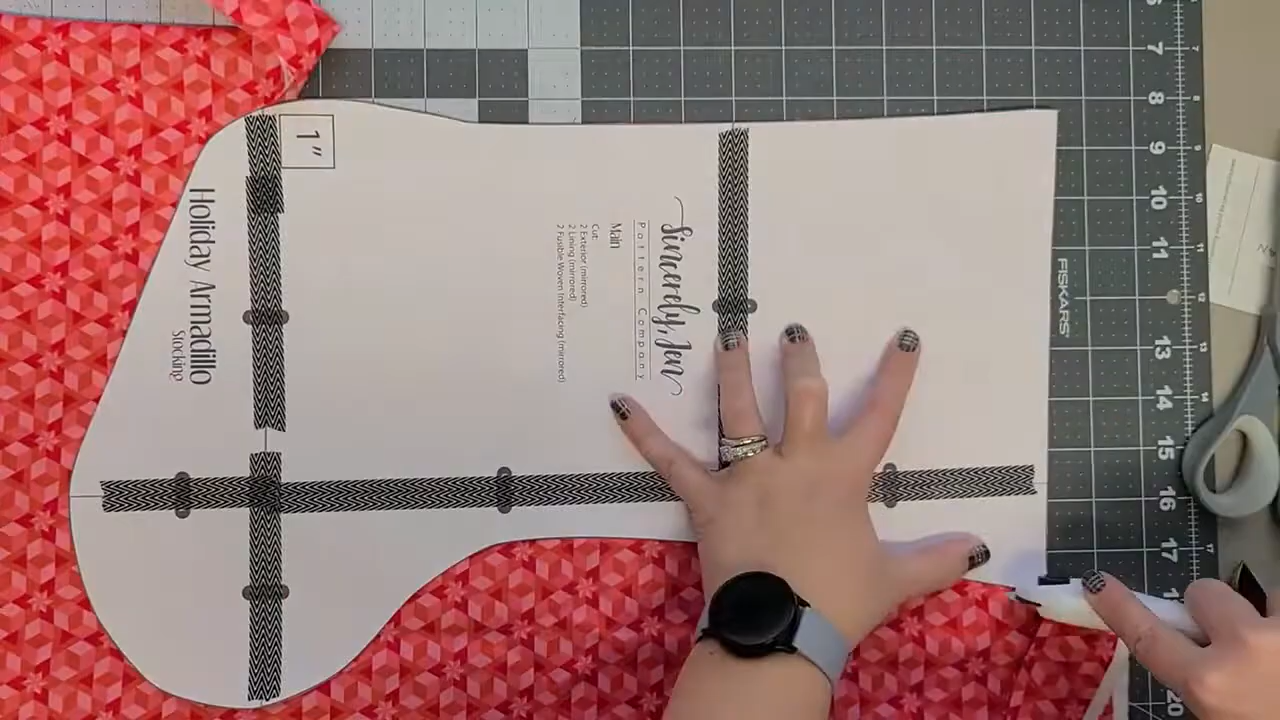 1"
Holiday Armadillo
Stocking
Sincerely, Jen
Pattern Company
Main
Cut:
2 Exterior (mirrored)
2 Lining (mirrored)
2 Fusible Woven Interfacing (mirrored)
FISKARS
7
8
9
10
11
12
13
14
15
16
17
20